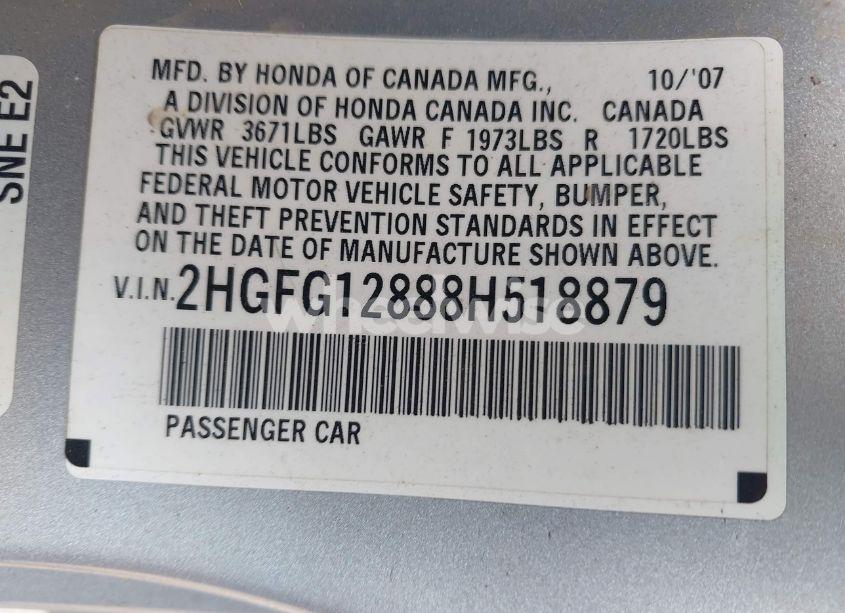 SNE E2
MFD. BY HONDA OF CANADA MFG., 10/'07
A DIVISION OF HONDA CANADA INC. CANADA
GVWR 3671LBS GAWR F 1973LBS R 1720LBS
THIS VEHICLE CONFORMS TO ALL APPLICABLE
FEDERAL MOTOR VEHICLE SAFETY, BUMPER,
AND THEFT PREVENTION STANDARDS IN EFFECT
ON THE DATE OF MANUFACTURE SHOWN ABOVE.
V.I.N. 2HGFG12888H518879
wheelwise
PASSENGER CAR